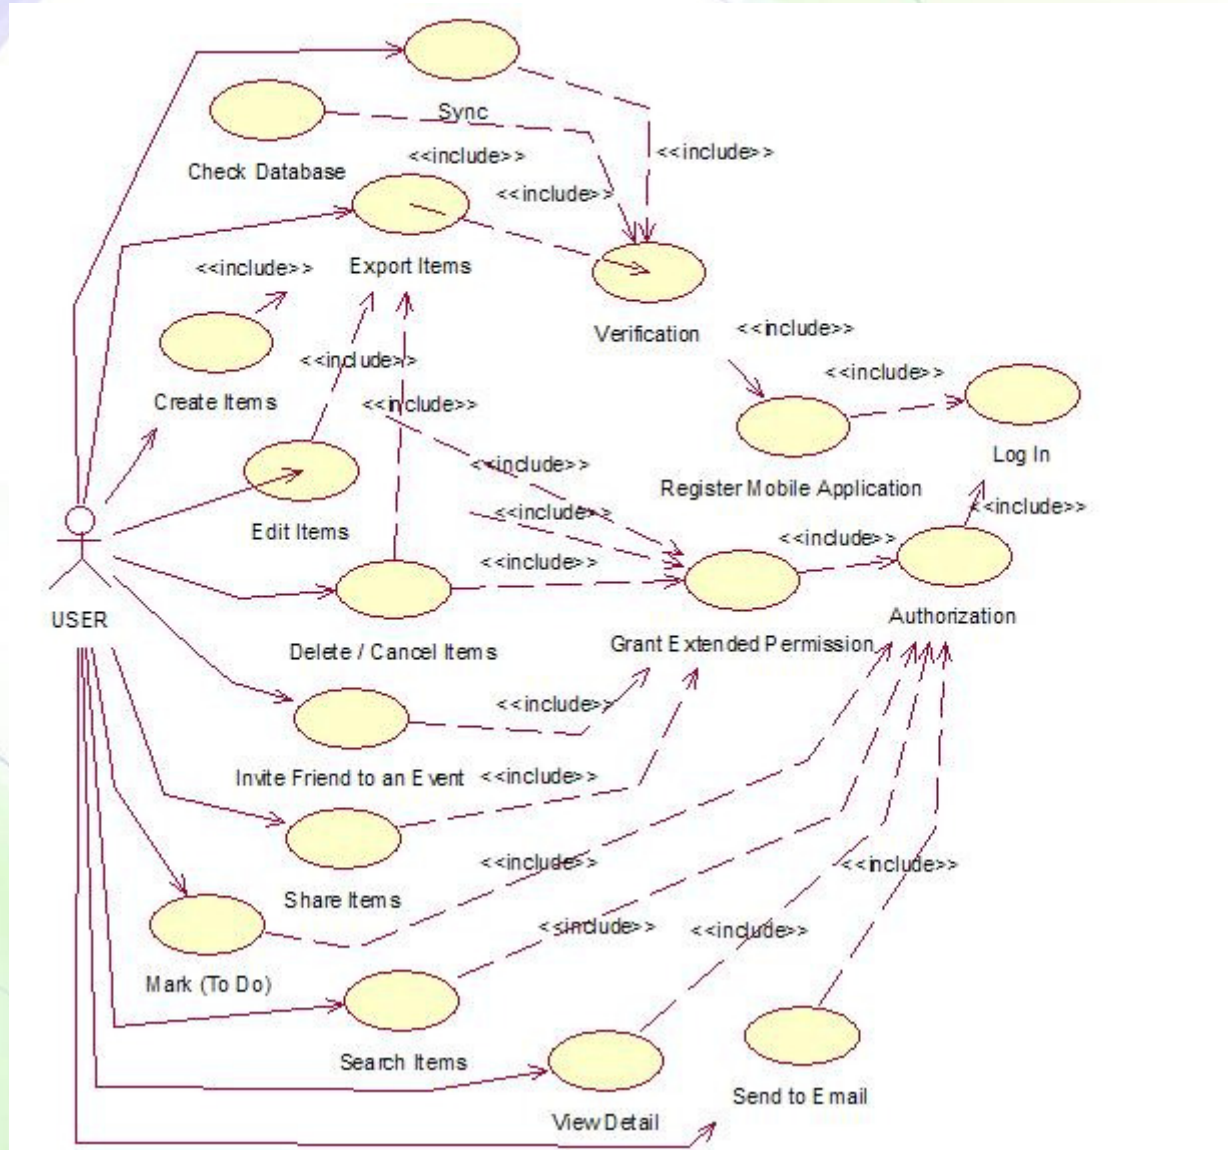 Sync
<<include>>
<<include>>
Check Database
<<include>>
Export Items
<<include>>
Verification
<<include>>
<<include>>
<<include>>
Create Items
<<include>>
Log In
<<include>>
Register Mobile Application
<<include>>
<<include>>
Edit Items
<<include>>
<<include>>
USER
Authorization
Grant Extended Permission
Delete / Cancel Items
<<include>>
Invite Friend to an Event
<<include>>
<<include>>
<<include>>
Share Items
<<include>>
<<include>>
Mark (To Do)
Search Items
Send to Email
View Detail